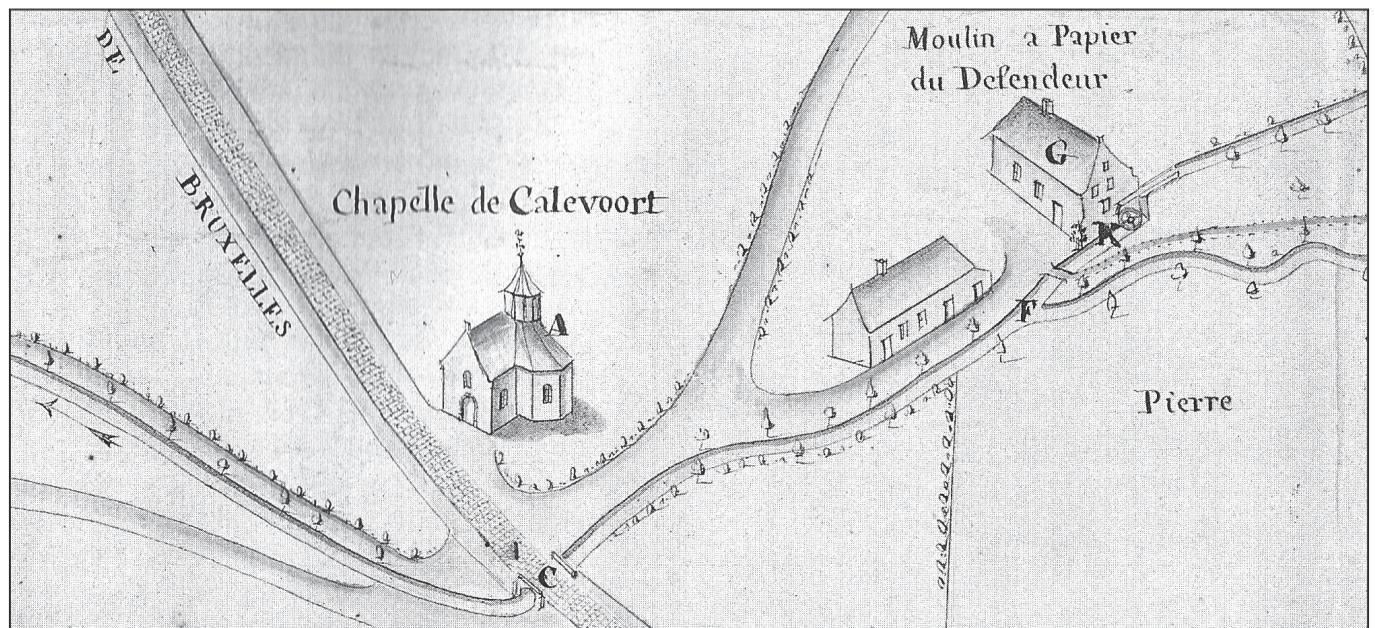 DE
BRUXELLES
Moulin a Papier
du Defendeur
G
Chapelle de Calevoort
A
K
F
Pierre
I
C